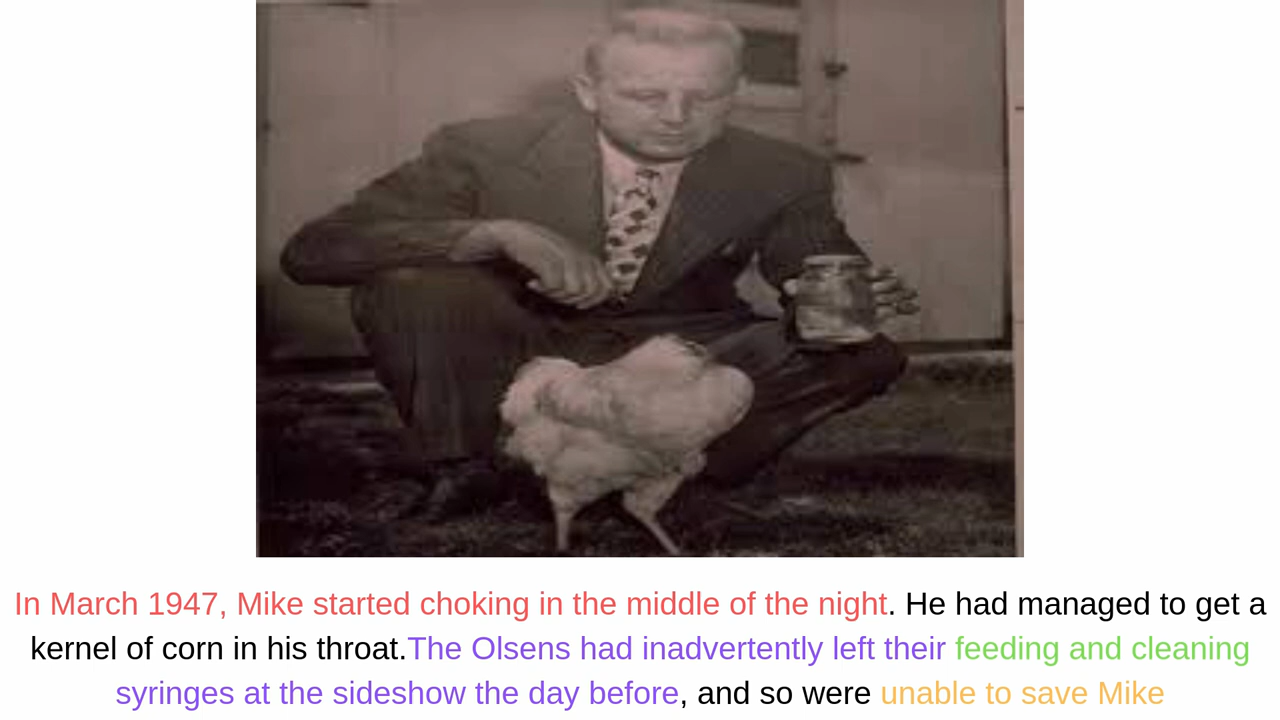 In March 1947, Mike started choking in the middle of the night. He had managed to get a
kernel of corn in his throat.The Olsens had inadvertently left their feeding and cleaning
syringes at the sideshow the day before, and so were unable to save Mike